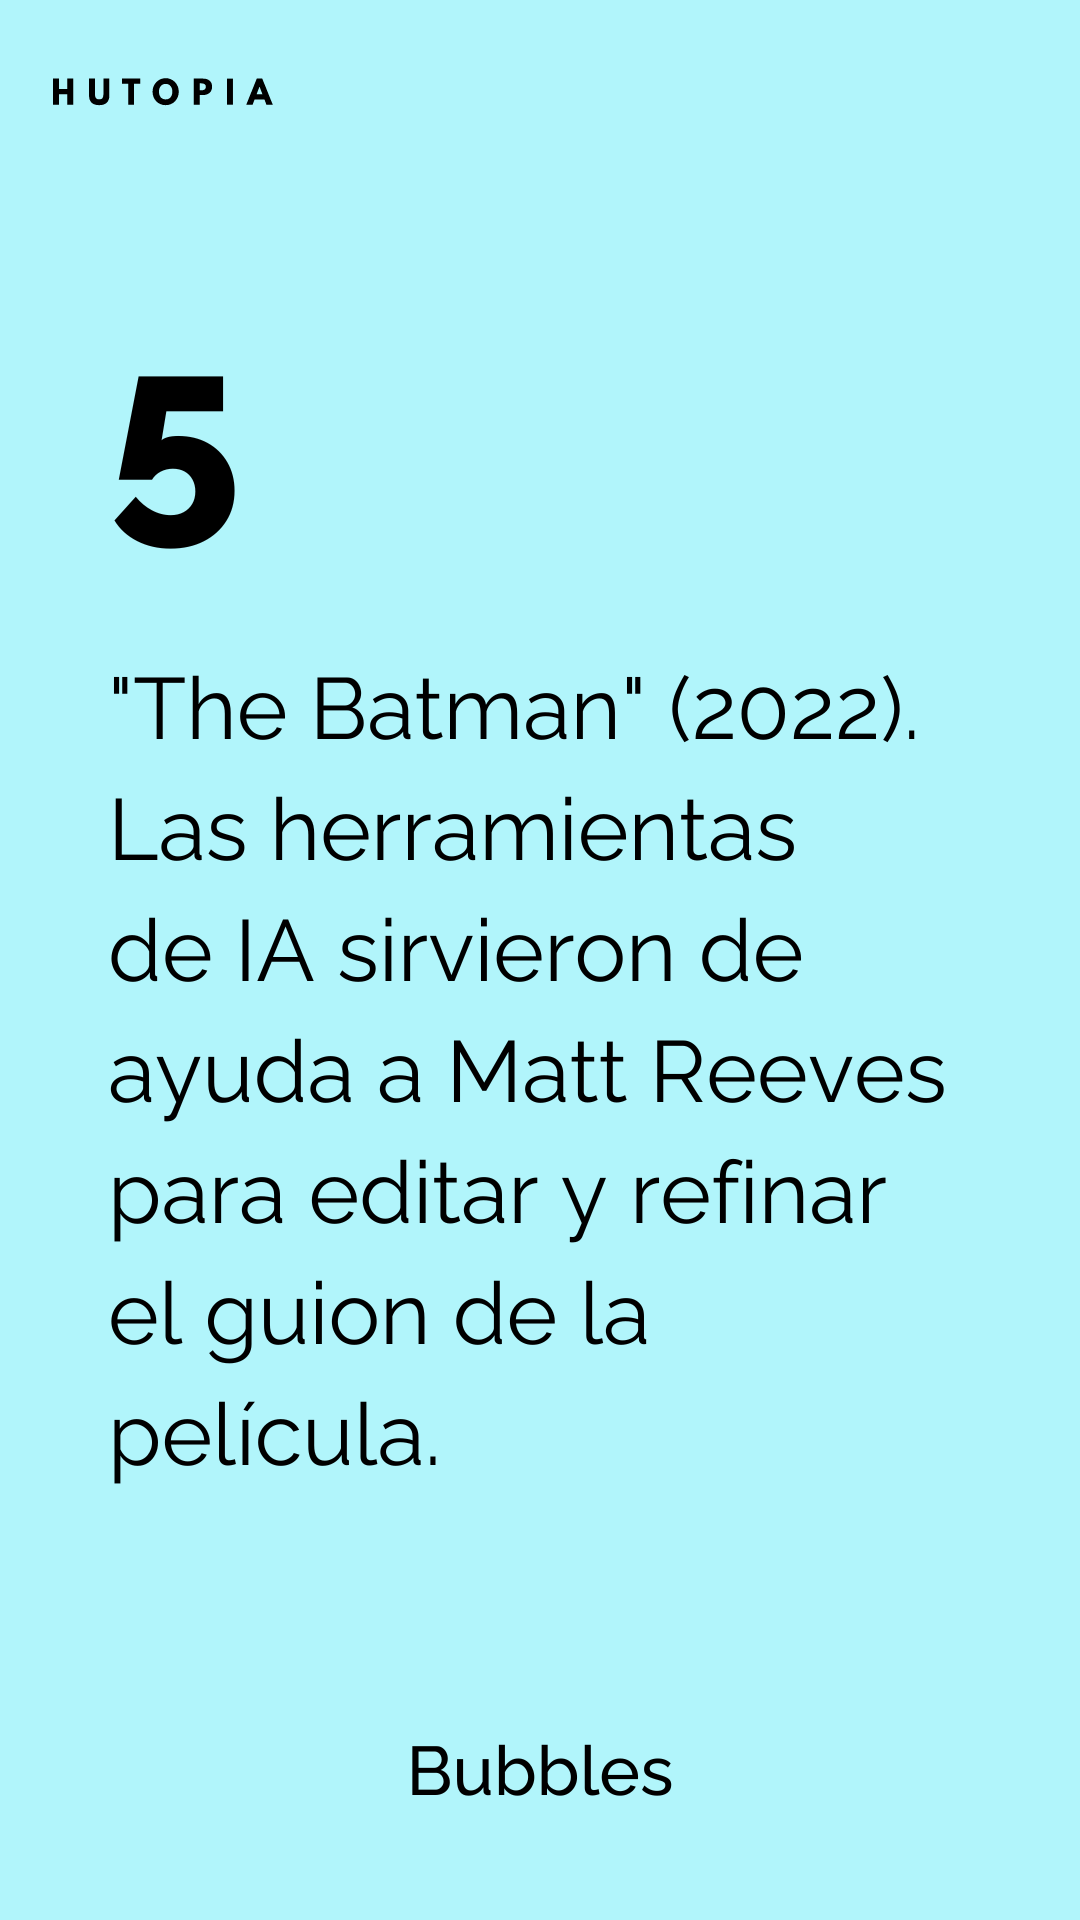 HUTOPIA
5
"The Batman" (2022).
Las herramientas
de IA sirvieron de
ayuda a Matt Reeves
para editar y refinar
el guion de la
película.
Bubbles